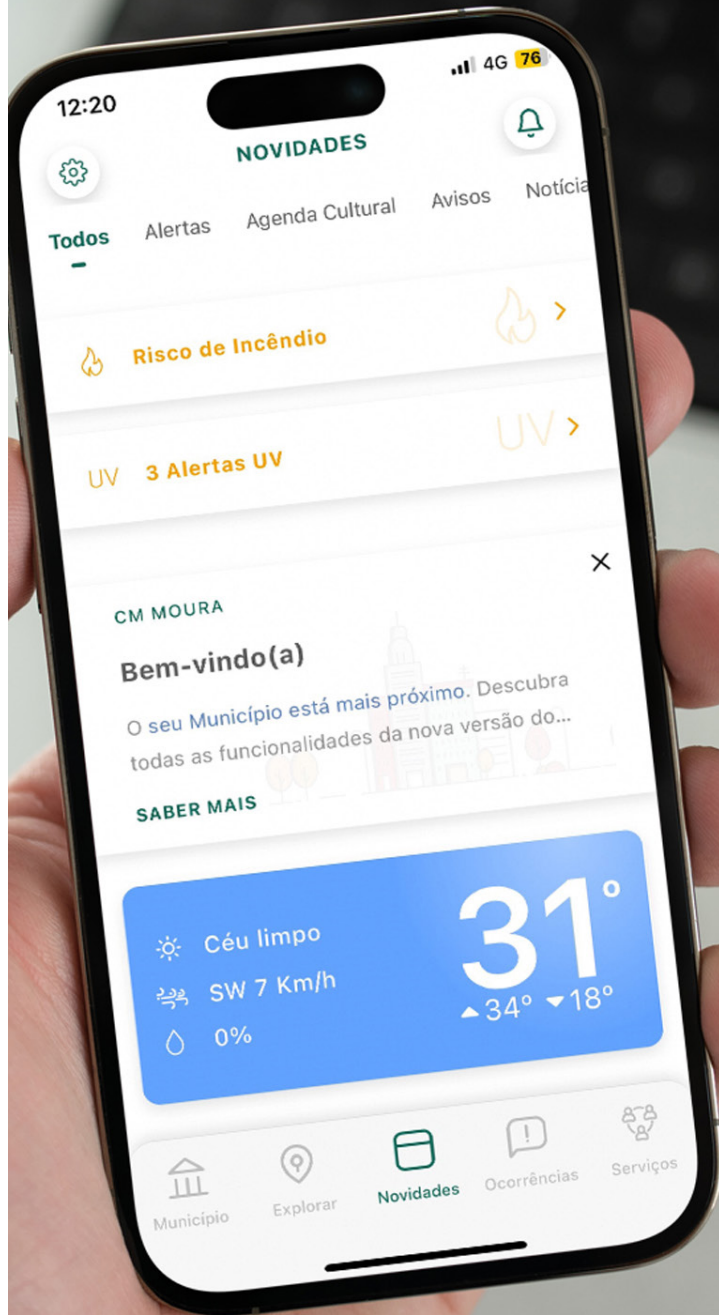 12:20
4G 76
NOVIDADES
Todos Alertas Agenda Cultural Avisos Notícia
Risco de Incêndio
UV 3 Alertas UV UV
CM MOURA
Bem-vindo(a)
O seu Município está mais próximo. Descubra
todas as funcionalidades da nova versão do...
SABER MAIS
Céu limpo
SW 7 Km/h
0%
31°
34° 18°
Município Explorar Novidades Ocorrências Serviços